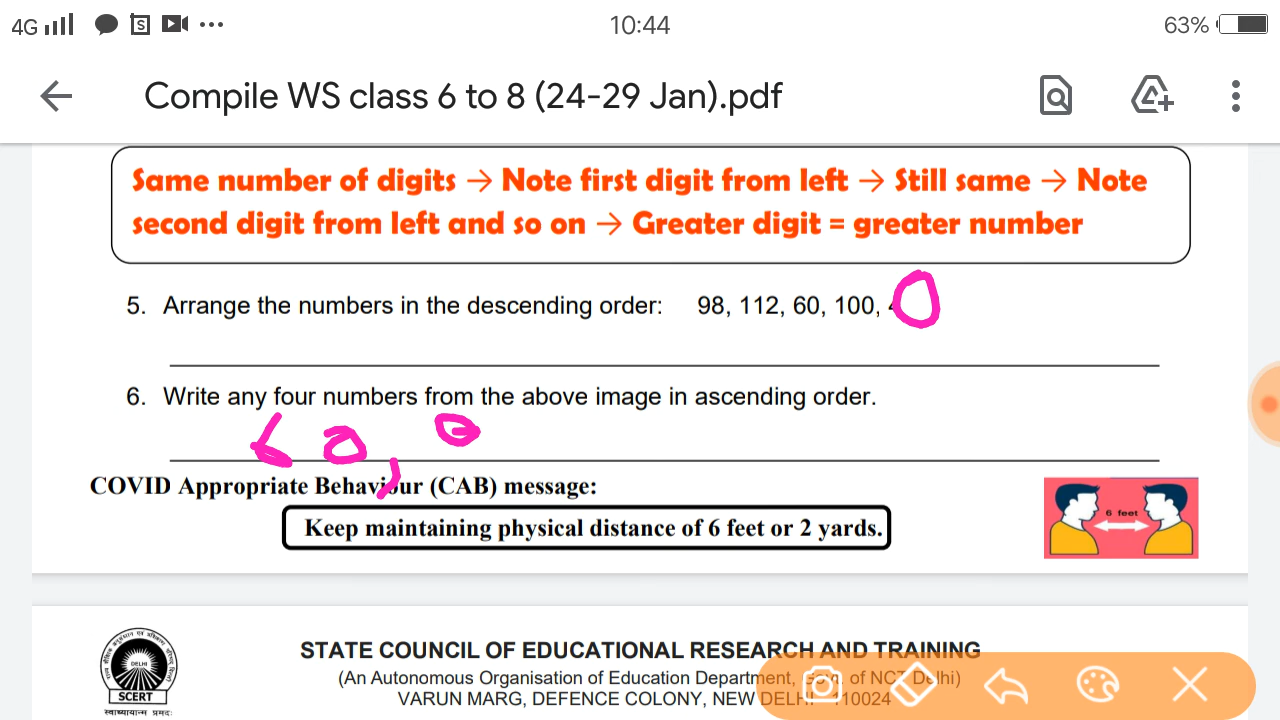 4G S 10:44 63%
Compile WS class 6 to 8 (24-29 Jan).pdf
Same number of digits → Note first digit from left → Still same → Note
second digit from left and so on → Greater digit = greater number
5. Arrange the numbers in the descending order: 98, 112, 60, 100,
6. Write any four numbers from the above image in ascending order.
COVID Appropriate Behaviour (CAB) message:
Keep maintaining physical distance of 6 feet or 2 yards.
6 feet
STATE COUNCIL OF EDUCATIONAL RESEARCH AND TRAINING
(An Autonomous Organisation of Education Department, Govt. of NCT Delhi)
VARUN MARG, DEFENCE COLONY, NEW DELHI 110024
DELHI
SCERT